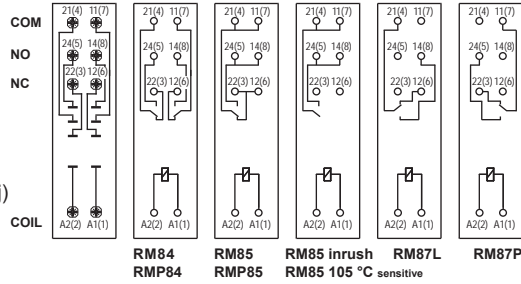 21(4) 11(7) 21(4) 11(7) 21(4) 11(7) 21(4) 11(7) 21(4) 11(7) 21(4) 11(7)
COM
24(5) 14(8) 24(5) 14(8) 24(5) 14(8) 24(5) 14(8) 24(5) 14(8) 24(5) 14(8)
NO
22(3) 12(6) 22(3) 12(6) 22(3) 12(6) 22(3) 12(6) 22(3) 12(6) 22(3) 12(6)
NC
COIL
A2(2) A1(1) A2(2) A1(1) A2(2) A1(1) A2(2) A1(1) A2(2) A1(1) A2(2) A1(1)
RM84 RM85 RM85 inrush RM87L RM87P
RMP84 RMP85 RM85 105 °C sensitive